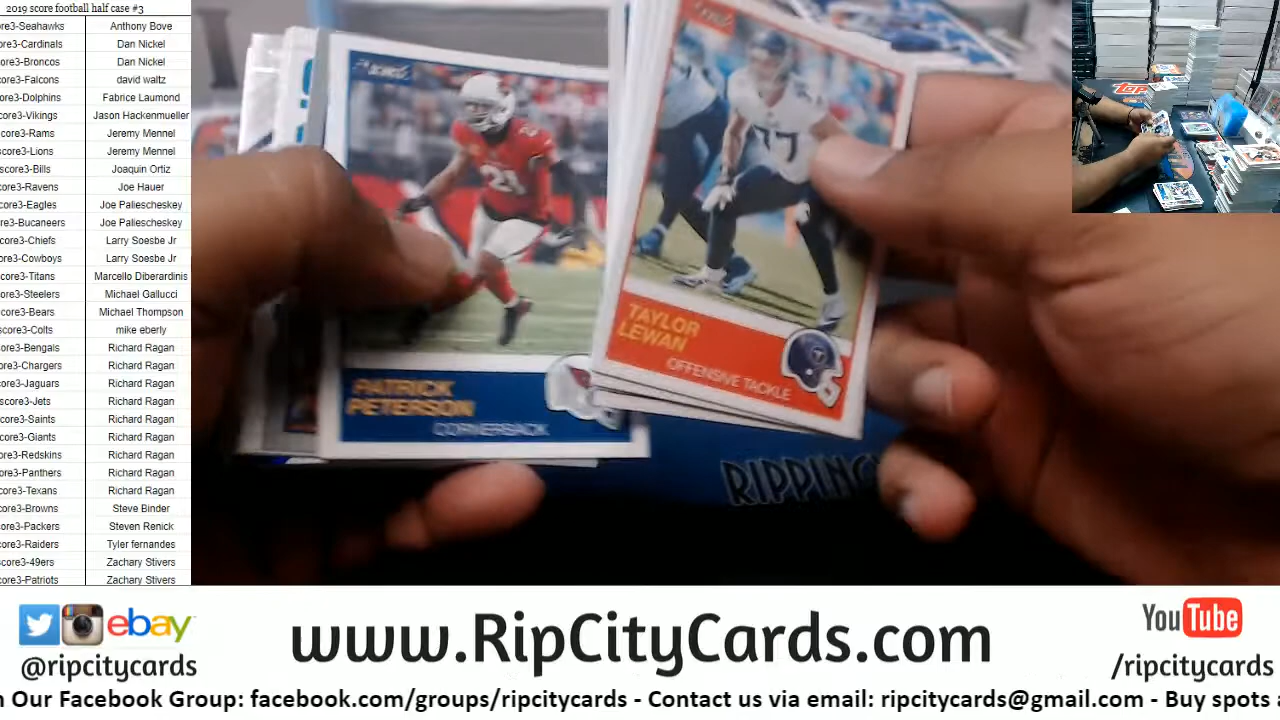 2019 score football half case #3
ore3-Seahawks Anthony Bove
ore3-Cardinals Dan Nickel
ore3-Broncos Dan Nickel
ore3-Falcons david waltz
ore3-Dolphins Fabrice Laumond
ore3-Vikings Jason Hackenmueller
ore3-Rams Jeremy Mennel
score3-Lions Jeremy Mennel
score3-Bills Joaquin Ortiz
ore3-Ravens Joe Hauer
core3-Eagles Joe Paliescheskey
re3-Bucaneers Joe Paliescheskey
core3-Chiefs Larry Soesbe Jr
ore3-Cowboys Larry Soesbe Jr
core3-Titans Marcello Diberardinis
ore3-Steelers Michael Gallucci
core3-Bears Michael Thompson
score3-Colts mike eberly
ore3-Bengals Richard Ragan
ore3-Chargers Richard Ragan
ore3-Jaguars Richard Ragan
score3-Jets Richard Ragan
core3-Saints Richard Ragan
core3-Giants Richard Ragan
ore3-Redskins Richard Ragan
ore3-Panthers Richard Ragan
ore3-Texans Richard Ragan
ore3-Browns Steve Binder
ore3-Packers Steven Renick
ore3-Raiders Tyler fernandes
core3-49ers Zachary Stivers
ore3-Patriots Zachary Stivers
21
PATRICK
PETERSON
CORNERBACK
77
TAYLOR
LEWAN
OFFENSIVE TACKLE
RIPPING
ebay
@ripcitycards
www.RipCityCards.com
YouTube
/ripcitycards
n Our Facebook Group: facebook.com/groups/ripcitycards - Contact us via email: ripcitycards@gmail.com - Buy spots a